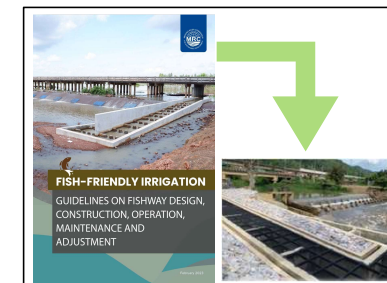 MRC
FISH-FRIENDLY IRRIGATION
GUIDELINES ON FISHWAY DESIGN,
CONSTRUCTION, OPERATION,
MAINTENANCE AND
ADJUSTMENT